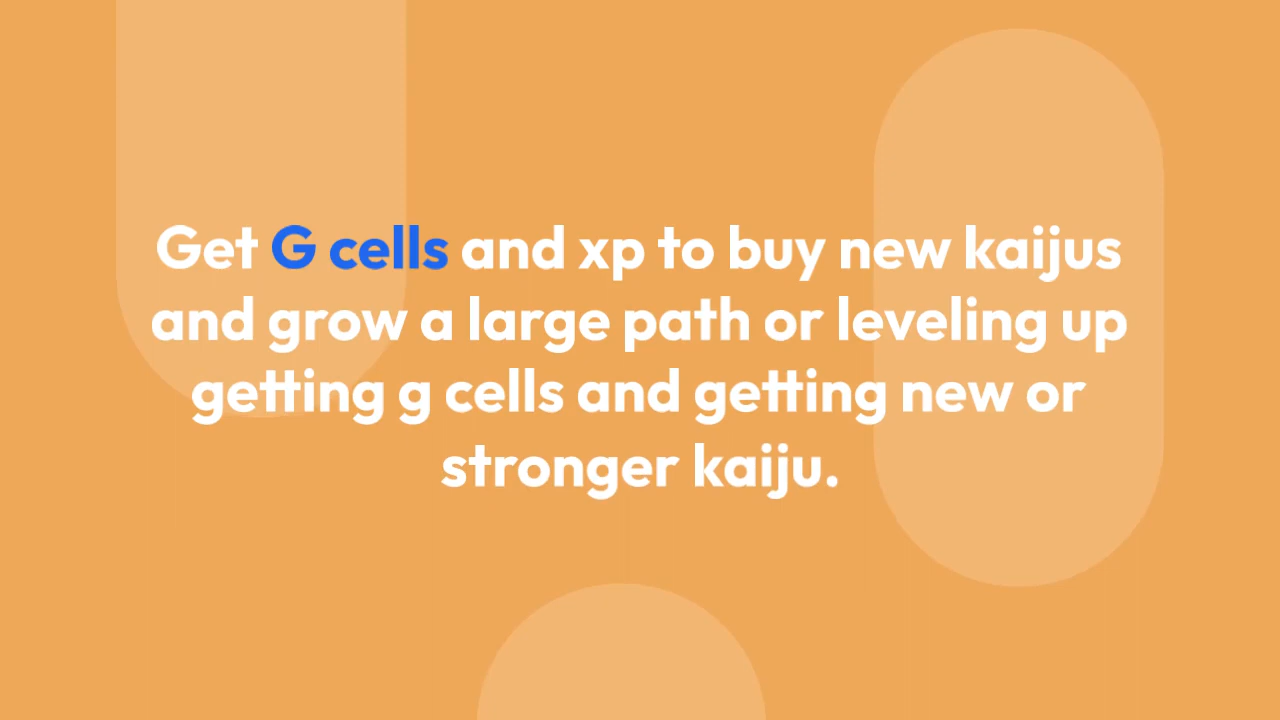 Get G cells and xp to buy new kaijus
and grow a large path or leveling up
getting g cells and getting new or
stronger kaiju.